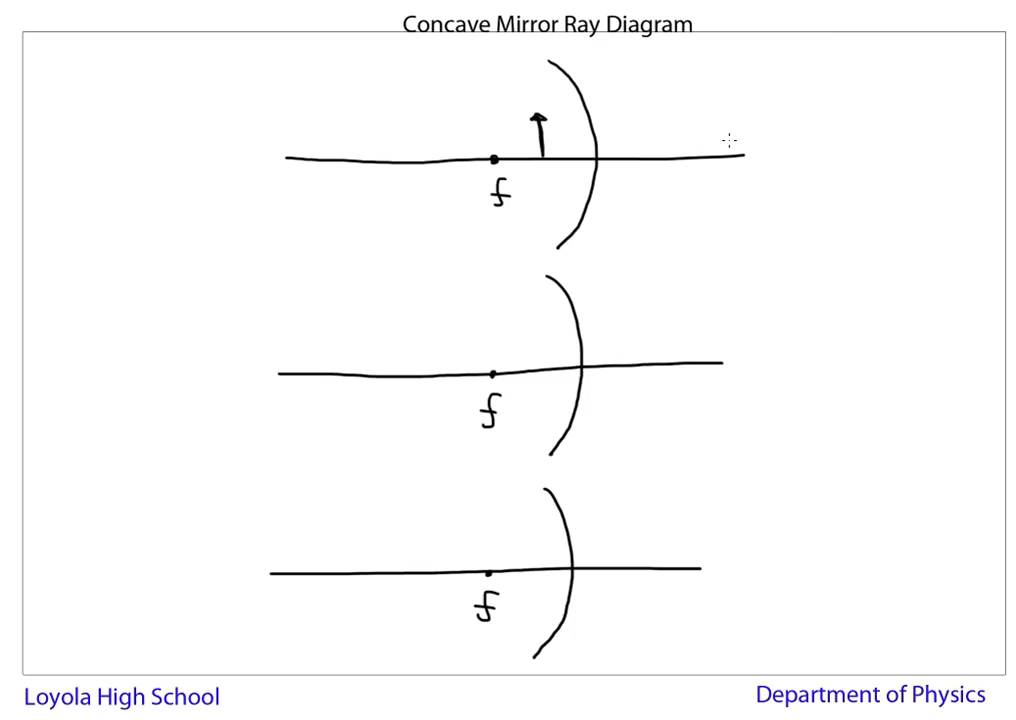 Concave Mirror Ray Diagram
f
f
f
Loyola High School
Department of Physics